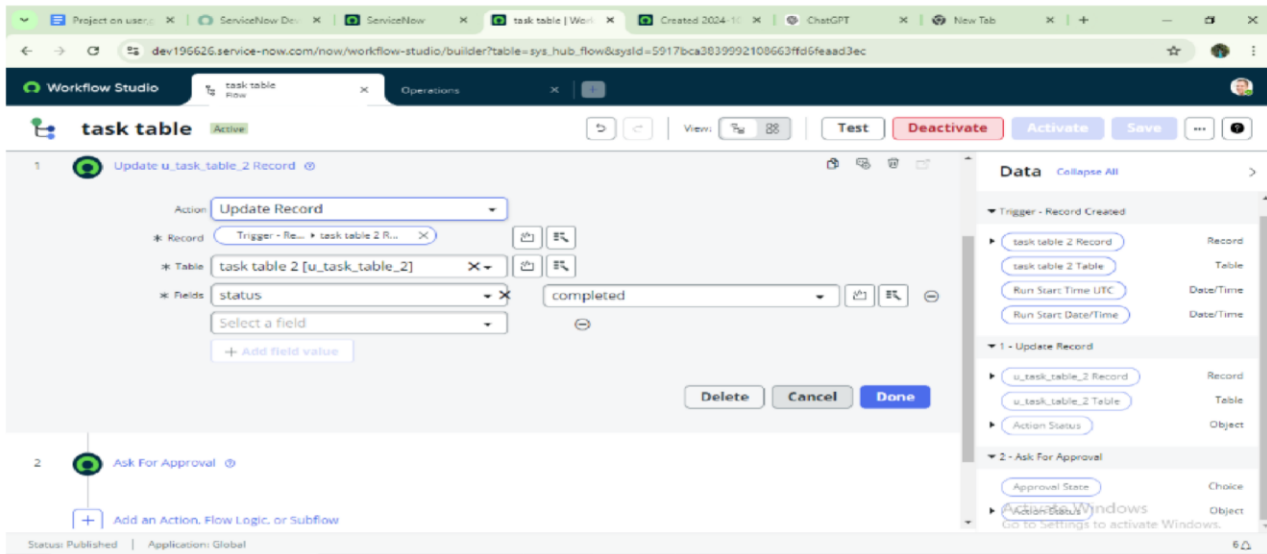 Project on user, ServiceNow Dev ServiceNow task table | Work Created 2024-10 ChatGPT New Tab
dev196626.service-now.com/now/workflow-studio/builder?table=sys_hub_flow&sysId=5917bca3839992108663ffd6feaad3ec
Workflow Studio task table Operations
Flow
task table Active View: Test Deactivate Activate Save
1 Update u_task_table_2 Record
Action Update Record
* Record Trigger - Re... ▸ task table 2 R...
* Table task table 2 [u_task_table_2]
* Fields status completed
Select a field
+ Add field value
Delete Cancel Done
2 Ask For Approval
+ Add an Action, Flow Logic, or Subflow
Data Collapse All
Trigger - Record Created
task table 2 Record Record
task table 2 Table Table
Run Start Time UTC Date/Time
Run Start Date/Time Date/Time
1 - Update Record
u_task_table_2 Record Record
u_task_table_2 Table Table
Action Status Object
2 - Ask For Approval
Approval State Choice
Action Status Object
Activate Windows
Go to Settings to activate Windows.
Status: Published | Application: Global 6